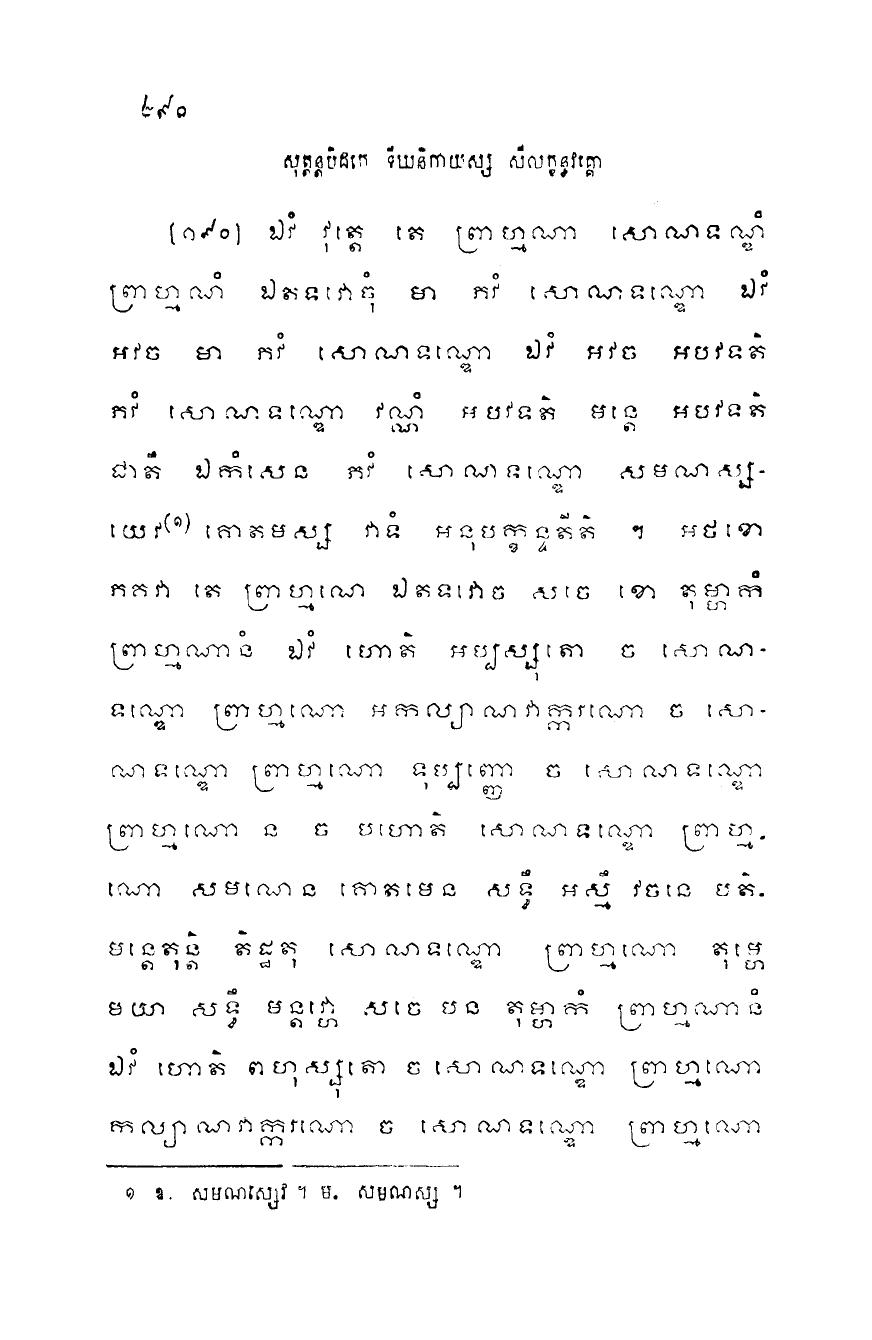 ២៩០
សុត្តន្តបិដកេ ទីឃនិកាយស្ស សីលក្ខន្ធវគ្គោ
(១៩០) ឯវំ វុត្តេ តេ ព្រាហ្មណា សោណទណ្ឌំ
ព្រាហ្មណំ ឯតទវោចុំ មា ភវំ សោណទណ្ឌោ ឯវំ
អវច មា ភវំ សោណទណ្ឌោ ឯវំ អវច អបវទតិ
ភវំ សោណទណ្ឌោ វណ្ណំ អបវទតិ មន្តេ អបវទតិ
ជាតឹ ឯកំសេន ភវំ សោណទណ្ឌោ សមណស្ស-
យេវ(១) គោតមស្ស វាទំ អនុបក្ខន្ទតីតិ ។ អថខោ
ភគវា តេ ព្រាហ្មណេ ឯតទវោច សចេ ខោ តុម្ហាកំ
ព្រាហ្មណានំ ឯវំ ហោតិ អប្បស្សុតោ ច សោណ-
ទណ្ឌោ ព្រាហ្មណោ អកល្យាណវាក្ករណោ ច សោ-
ណទណ្ឌោ ព្រាហ្មណោ ទុប្បញ្ញោ ច សោណទណ្ឌោ
ព្រាហ្មណោ ន ច បហោតិ សោណទណ្ឌោ ព្រាហ្ម-
ណោ សមណេន គោតមេន សទ្ធឹ អស្មឹ វចនេ បតិ-
មន្តេតុន្តិ តិដ្ឋតុ សោណទណ្ឌោ ព្រាហ្មណោ តុម្ហេ
មយា សទ្ធឹ មន្តវ្ហោ សចេ បន តុម្ហាកំ ព្រាហ្មណានំ
ឯវំ ហោតិ ពហុស្សុតោ ច សោណទណ្ឌោ ព្រាហ្មណោ
កល្យាណវាក្ករណោ ច សោណទណ្ឌោ ព្រាហ្មណោ
១ ឱ. សមណស្សេវ ។ ម. សមណស្ស ។